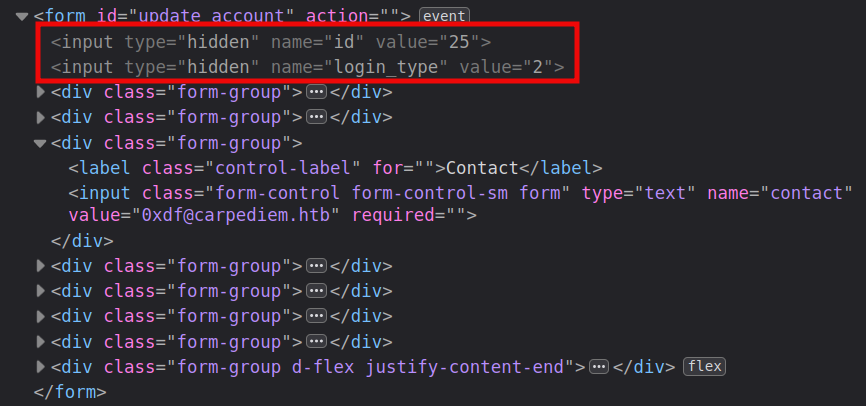 <form id="update_account" action=""> event
<input type="hidden" name="id" value="25">
<input type="hidden" name="login_type" value="2">
<div class="form-group">⋯</div>
<div class="form-group">⋯</div>
<div class="form-group">
<label class="control-label" for="">Contact</label>
<input class="form-control form-control-sm form" type="text" name="contact"
value="0xdf@carpediem.htb" required="">
</div>
<div class="form-group">⋯</div>
<div class="form-group">⋯</div>
<div class="form-group">⋯</div>
<div class="form-group">⋯</div>
<div class="form-group d-flex justify-content-end">⋯</div> flex
</form>